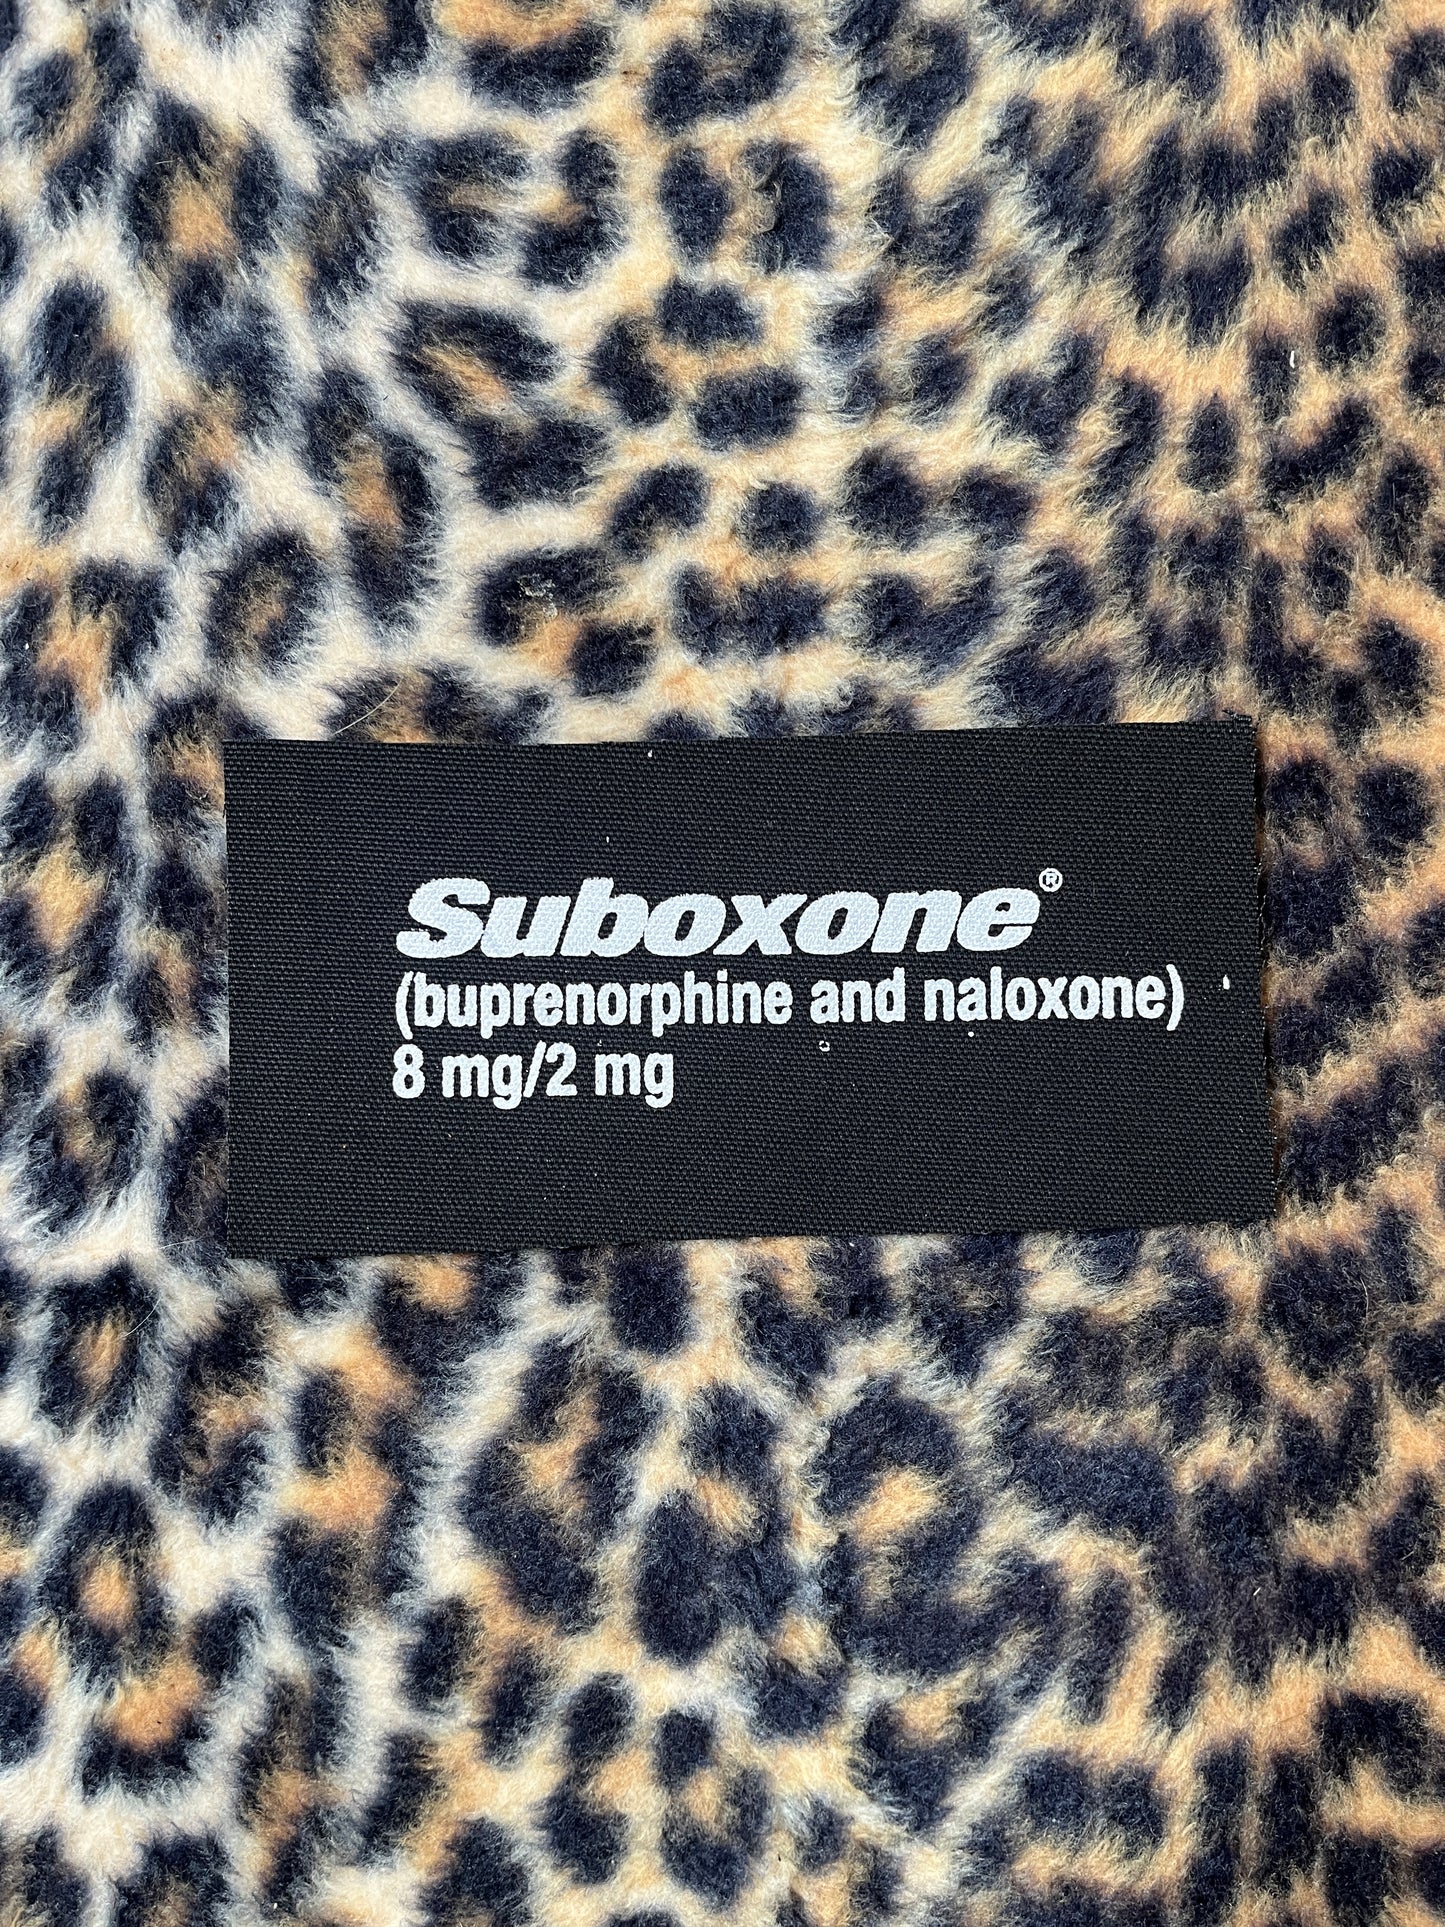 Suboxone®
(buprenorphine and naloxone)
8 mg/2 mg